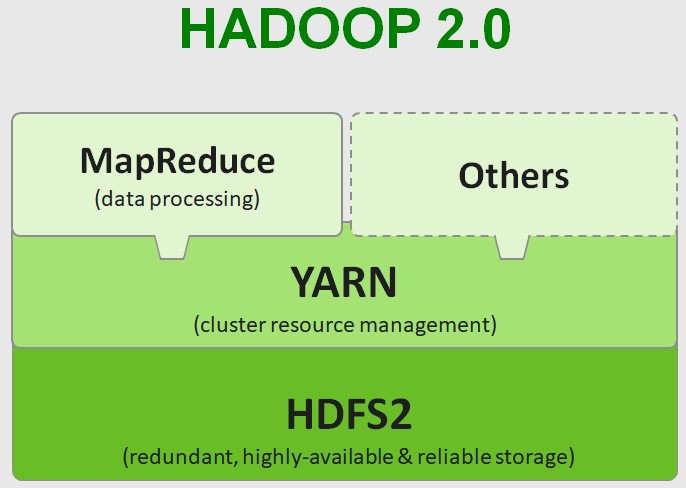 HADOOP 2.0
MapReduce
(data processing)
Others
YARN
(cluster resource management)
HDFS2
(redundant, highly-available & reliable storage)